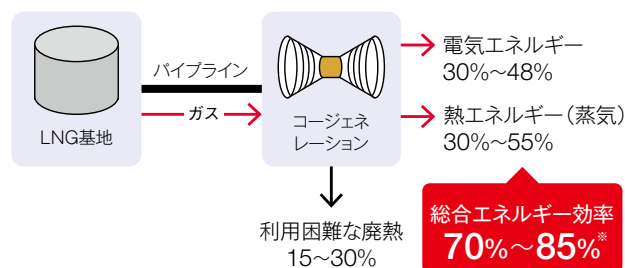 パイプライン
ガス
LNG基地
コージェネ
レーション
電気エネルギー
30%~48%
熱エネルギー(蒸気)
30%~55%
利用困難な廃熱
15~30%
総合エネルギー効率
70%~85%※